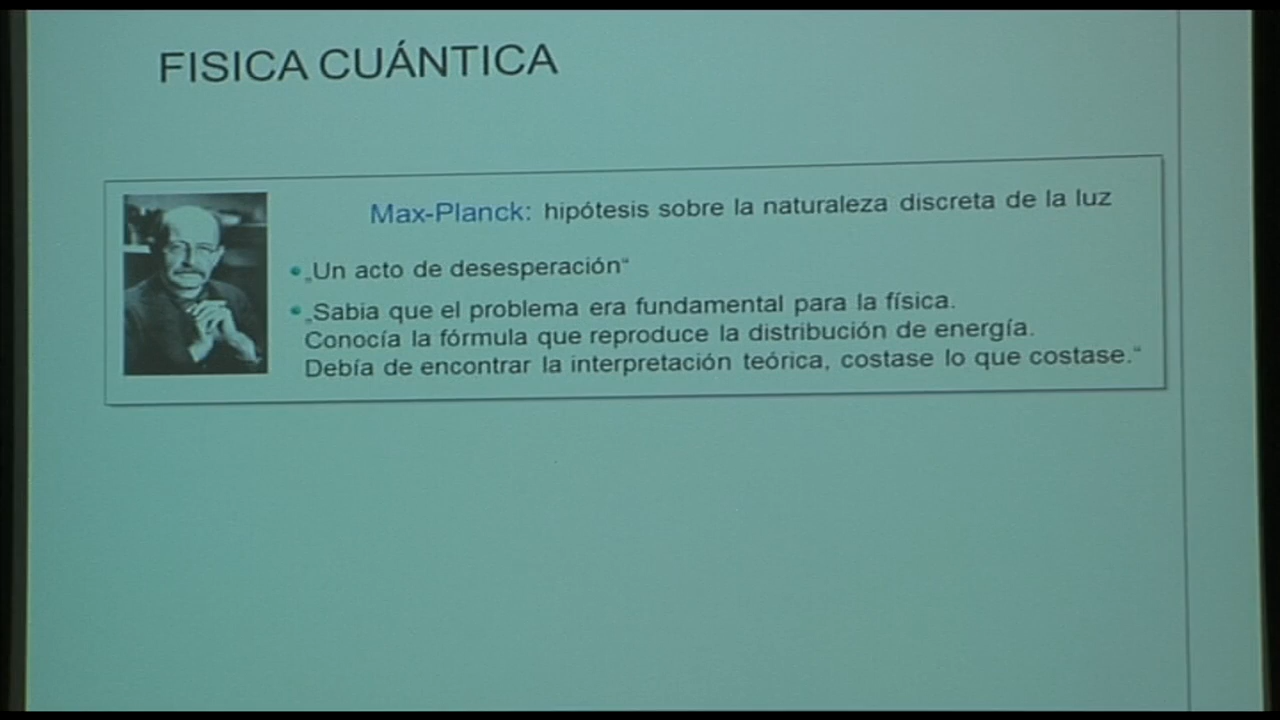 FISICA CUÁNTICA
Max-Planck: hipótesis sobre la naturaleza discreta de la luz
•„Un acto de desesperación“
•„Sabia que el problema era fundamental para la física.
Conocía la fórmula que reproduce la distribución de energía.
Debía de encontrar la interpretación teórica, costase lo que costase.“